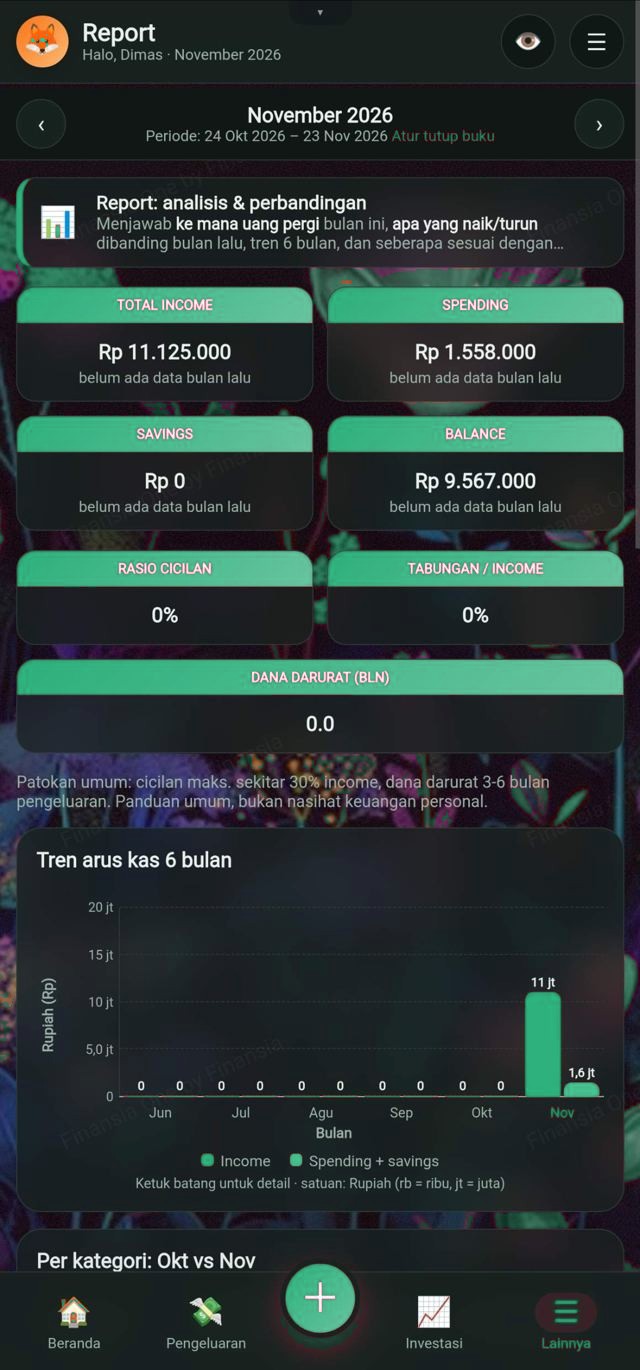 Report
Halo, Dimas · November 2026
November 2026
Periode: 24 Okt 2026 – 23 Nov 2026 Atur tutup buku
Report: analisis & perbandingan
Menjawab ke mana uang pergi bulan ini, apa yang naik/turun
dibanding bulan lalu, tren 6 bulan, dan seberapa sesuai dengan…
TOTAL INCOME
Rp 11.125.000
belum ada data bulan lalu
SPENDING
Rp 1.558.000
belum ada data bulan lalu
SAVINGS
Rp 0
belum ada data bulan lalu
BALANCE
Rp 9.567.000
belum ada data bulan lalu
RASIO CICILAN
0%
TABUNGAN / INCOME
0%
DANA DARURAT (BLN)
0.0
Patokan umum: cicilan maks. sekitar 30% income, dana darurat 3-6 bulan
pengeluaran. Panduan umum, bukan nasihat keuangan personal.
Tren arus kas 6 bulan
Rupiah (Rp)
20 jt
15 jt
10 jt
5,0 jt
0
0 0 0 0 0 0 0 0 0 0 11 jt 1,6 jt
Jun Jul Agu Sep Okt Nov
Bulan
Income Spending + savings
Ketuk batang untuk detail · satuan: Rupiah (rb = ribu, jt = juta)
Per kategori: Okt vs Nov
Beranda Pengeluaran Investasi Lainnya